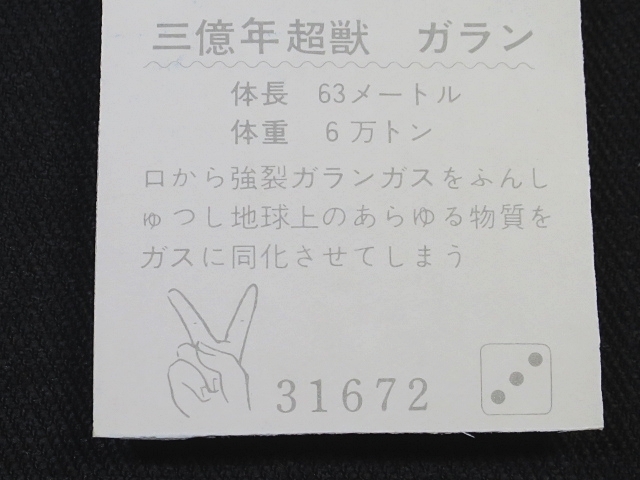 三億年超獣 ガラン
体長 63メートル
体重 6万トン
口から強裂ガランガスをふんし
ゅつし地球上のあらゆる物質を
ガスに同化させてしまう
31672